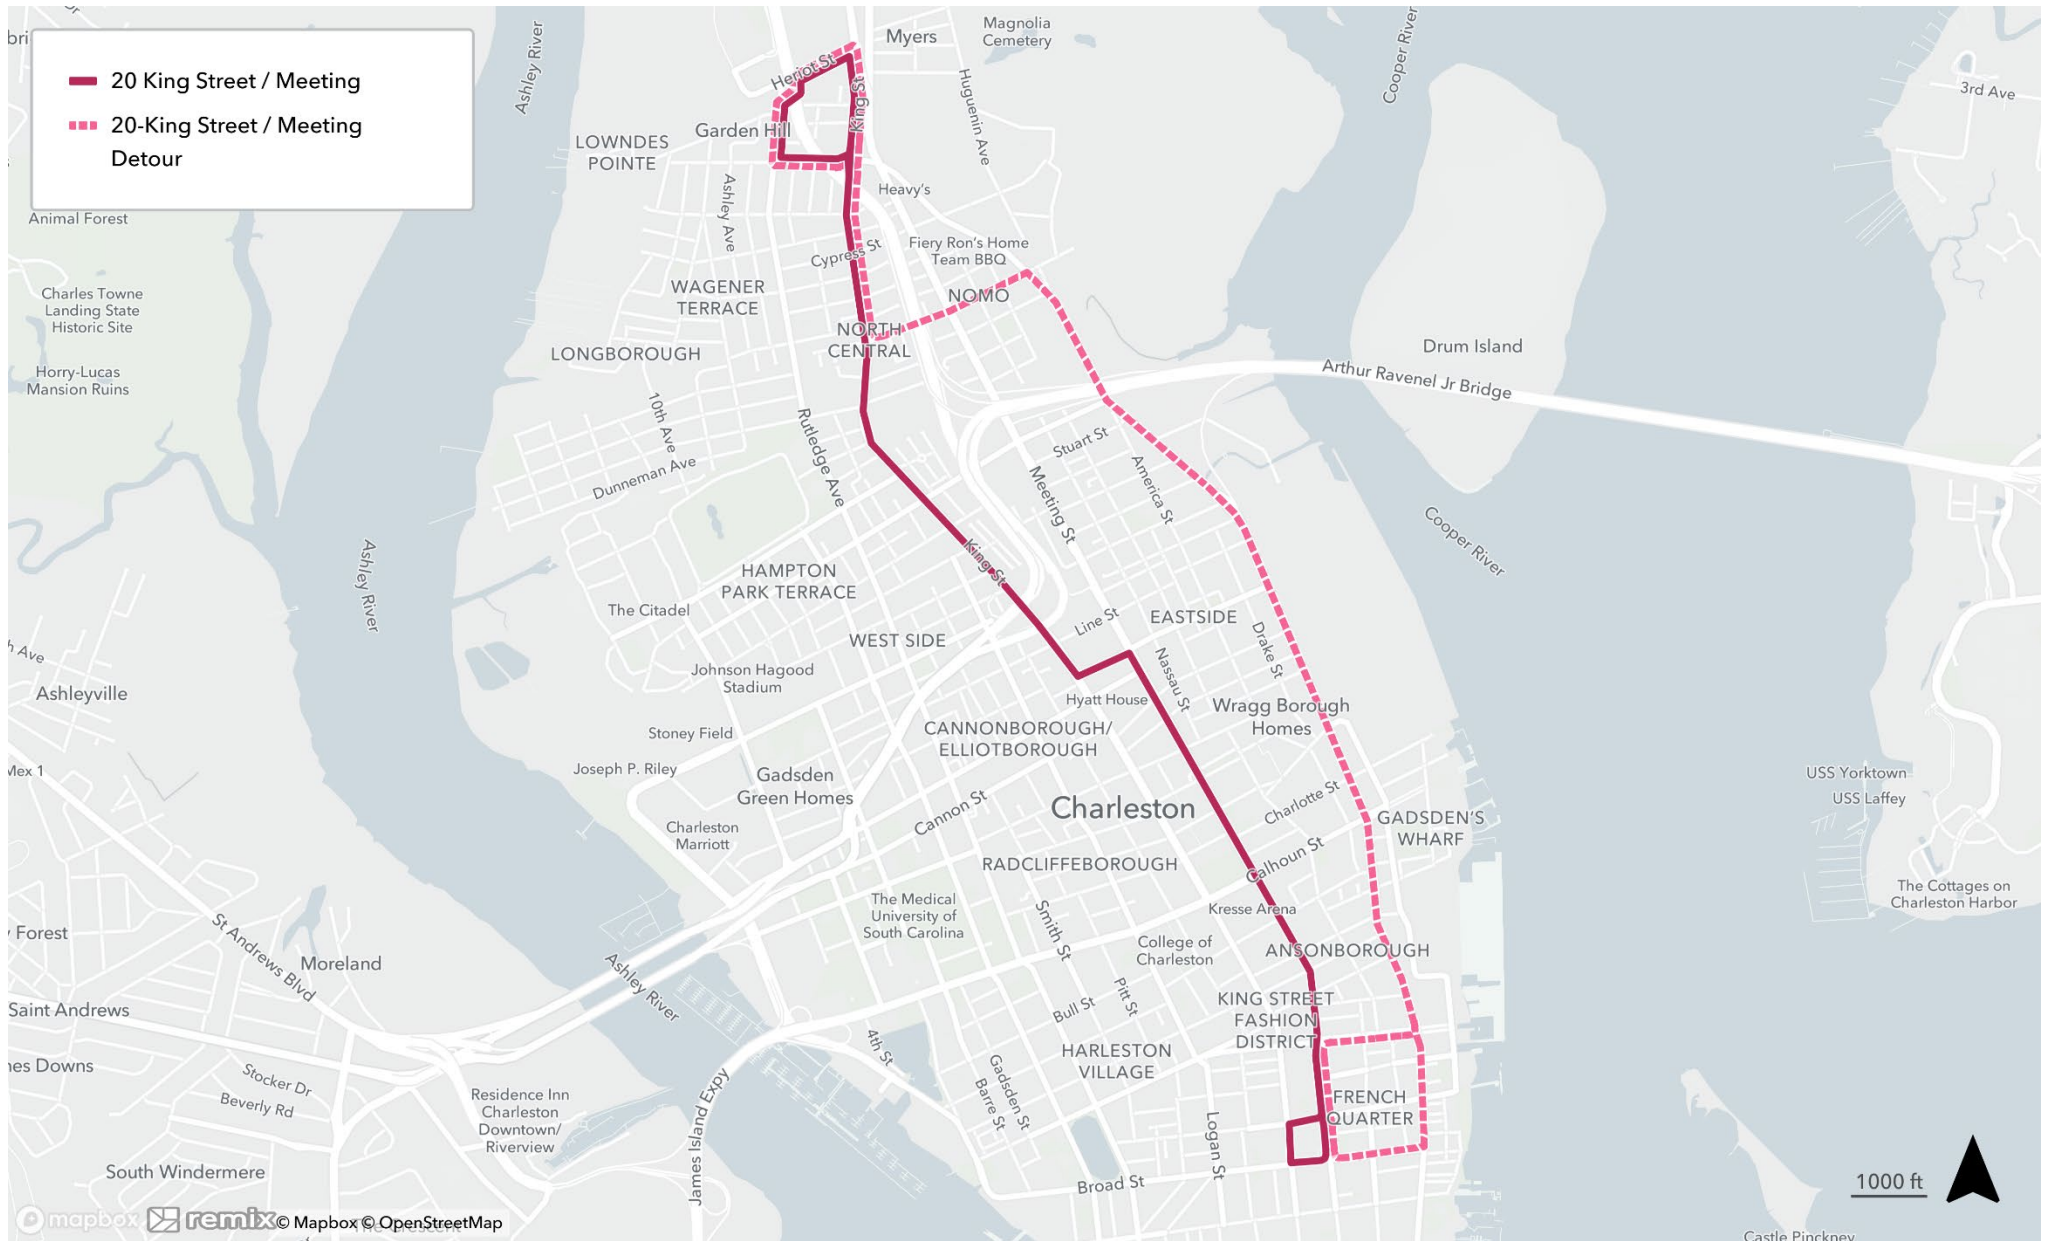 20 King Street / Meeting
20-King Street / Meeting
Detour
Ashley River
Heriot St
King St
Myers
Magnolia
Cemetery
Huguenin Ave
Cooper River
3rd Ave
Garden Hill
LOWNDES
POINTE
Heavy's
Ashley Ave
Animal Forest
Cypress St
Fiery Ron's Home
Team BBQ
Charles Towne
Landing State
Historic Site
WAGENER
TERRACE
NOMO
NORTH
CENTRAL
LONGBOROUGH
Drum Island
Arthur Ravenel Jr Bridge
Horry-Lucas
Mansion Ruins
10th Ave
Rutledge Ave
Stuart St
Dunneman Ave
Meeting St
America St
Cooper River
Ashley River
King St
HAMPTON
PARK TERRACE
The Citadel
Line St
EASTSIDE
WEST SIDE
Drake St
Johnson Hagood
Stadium
Nassau St
Ashleyville
Hyatt House
Wragg Borough
Homes
Stoney Field
CANNONBOROUGH/
ELLIOTBOROUGH
Joseph P. Riley
Gadsden
Green Homes
USS Yorktown
USS Laffey
Cannon St
Charleston
Charlotte St
GADSDEN'S
WHARF
Charleston
Marriott
RADCLIFFEBOROUGH
Calhoun St
The Medical
University of
South Carolina
Kresse Arena
The Cottages on
Charleston Harbor
Smith St
Forest
St Andrews Blvd
Moreland
Ashley River
College of
Charleston
ANSONBOROUGH
Pitt St
Saint Andrews
Bull St
KING STREET
FASHION
DISTRICT
4th St
HARLESTON
VILLAGE
Stocker Dr
Beverly Rd
Residence Inn
Charleston
Downtown/
Riverview
Gadsden St
Barre St
FRENCH
QUARTER
James Island Expy
Logan St
South Windermere
Broad St
1000 ft
mapbox remix © Mapbox © OpenStreetMap
Castle Pinckney